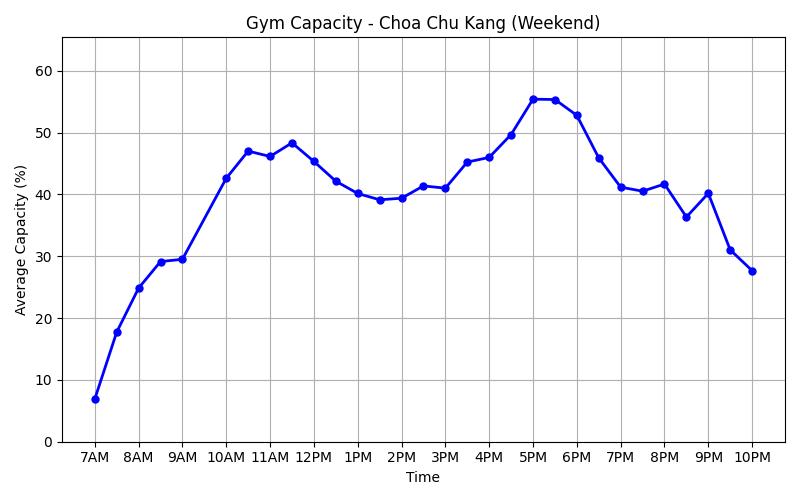 Gym Capacity - Choa Chu Kang (Weekend)
60
50
40
30
20
10
0
Average Capacity (%)
7AM 8AM 9AM 10AM 11AM 12PM 1PM 2PM 3PM 4PM 5PM 6PM 7PM 8PM 9PM 10PM
Time